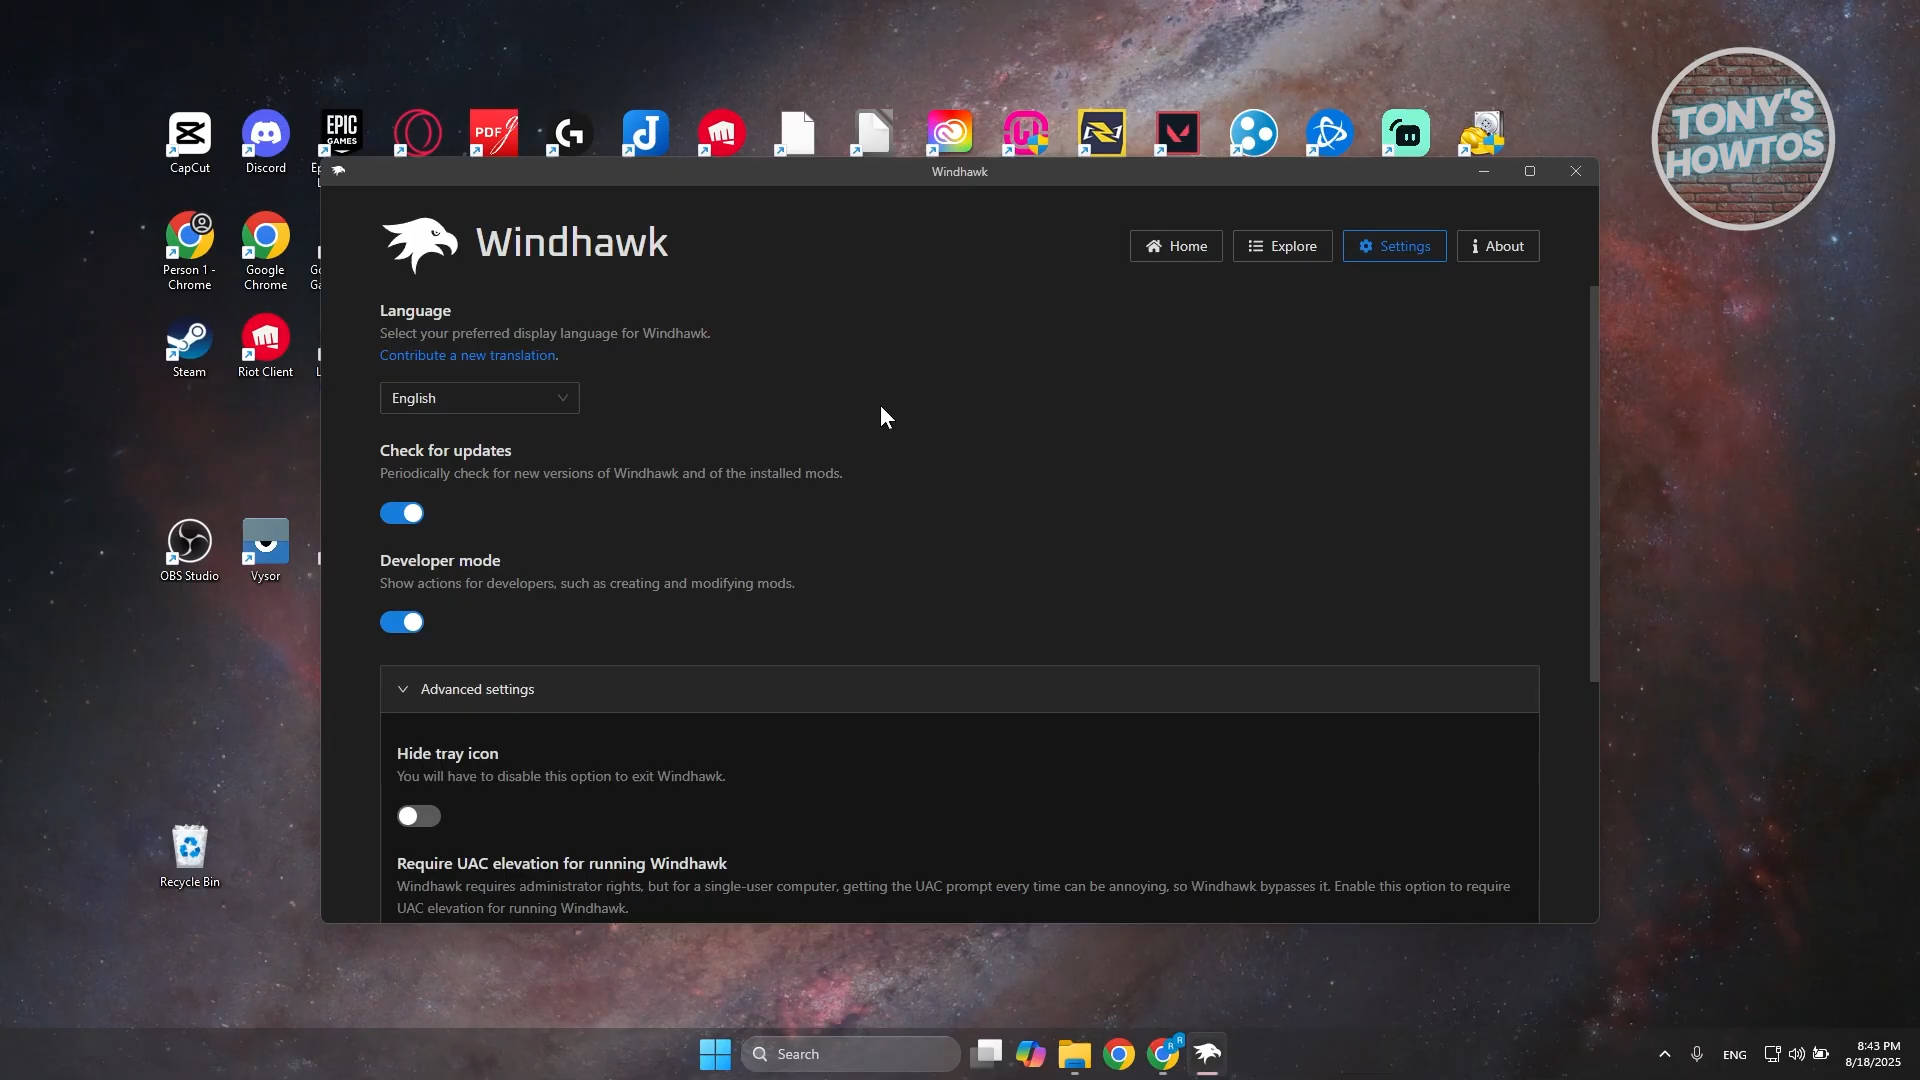 TONY'S
HOWTOS
EPIC
GAMES
PDF
CapCut
Discord
Windhawk
Windhawk
Home
Explore
Settings
About
Person 1 -
Chrome
Google
Chrome
Language
Select your preferred display language for Windhawk.
Contribute a new translation.
Steam
Riot Client
English
Check for updates
Periodically check for new versions of Windhawk and of the installed mods.
OBS Studio
Vysor
Developer mode
Show actions for developers, such as creating and modifying mods.
Advanced settings
Hide tray icon
You will have to disable this option to exit Windhawk.
Recycle Bin
Require UAC elevation for running Windhawk
Windhawk requires administrator rights, but for a single-user computer, getting the UAC prompt every time can be annoying, so Windhawk bypasses it. Enable this option to require
UAC elevation for running Windhawk.
Search
ENG
8:43 PM
8/18/2025